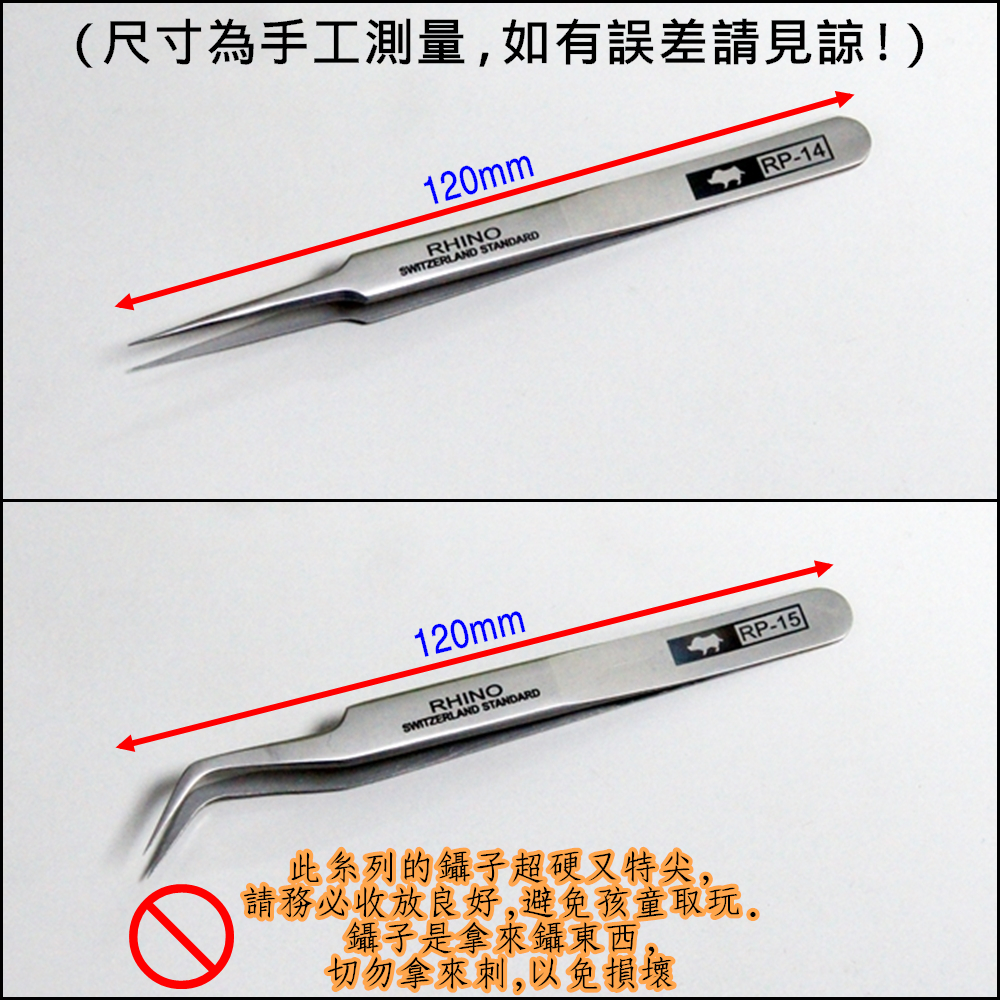 (尺寸為手工測量,如有誤差請見諒!)
120mm
RP-14
RHINO
SWITZERLAND STANDARD
120mm
RP-15
RHINO
SWITZERLAND STANDARD
此糸列的鑷子超硬又特尖,
請務必收放良好,避免孩童取玩.
鑷子是拿來鑷東西,
切勿拿來刺,以免損壞